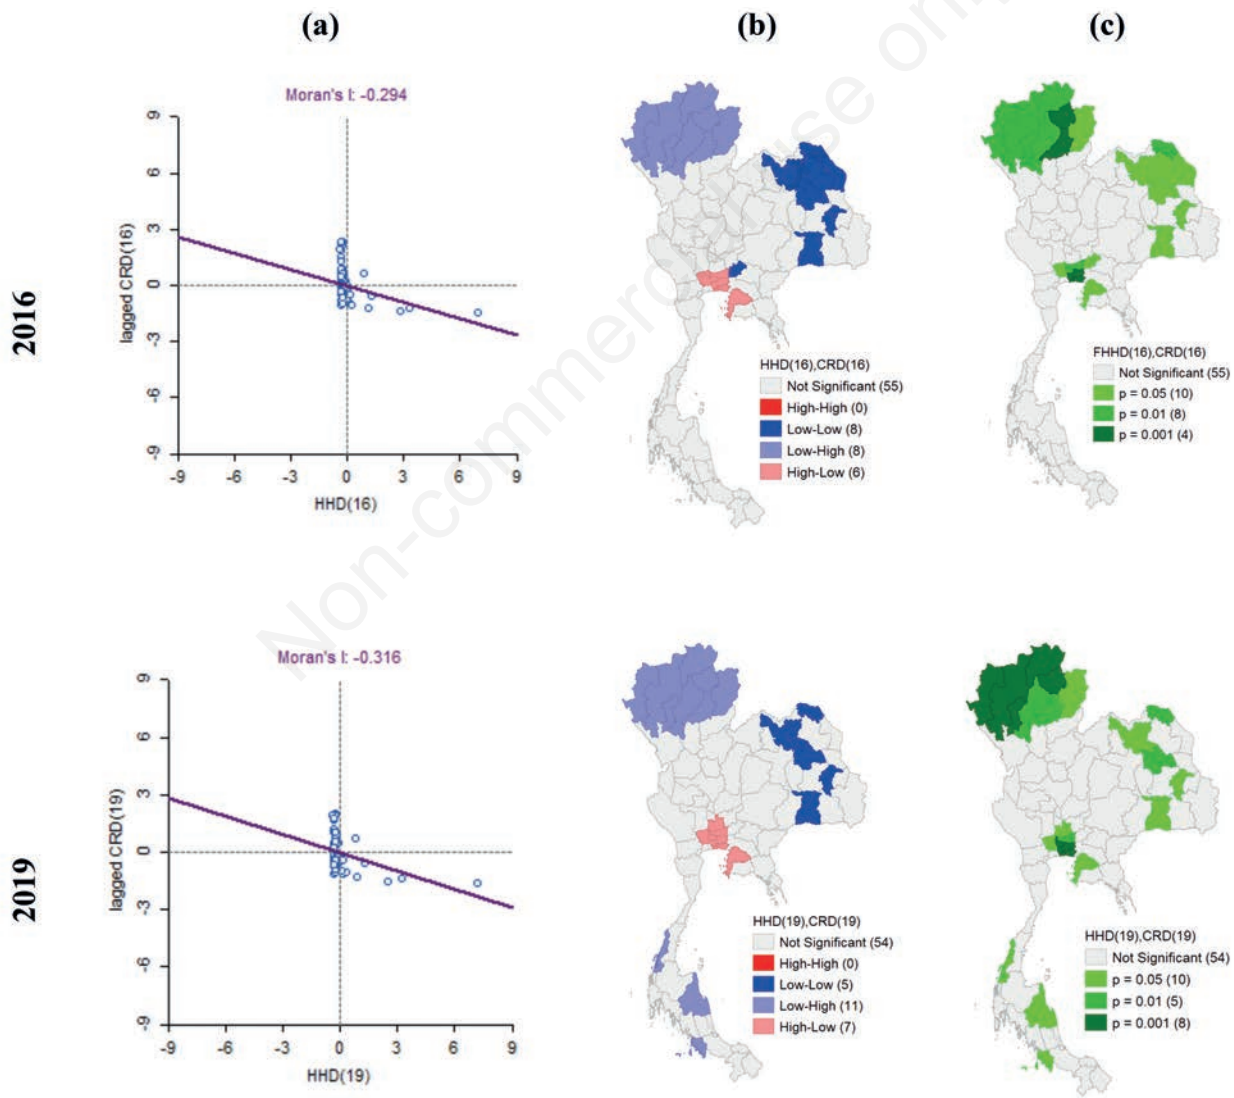 (a)
(b)
(c)
2016
Moran's I: -0.294
9
6
3
0
-3
-6
-9
lagged CRD(16)
-9 -6 -3 0 3 6 9
HHD(16)
HHD(16),CRD(16)
Not Significant (55)
High-High (0)
Low-Low (8)
Low-High (8)
High-Low (6)
FHHD(16),CRD(16)
Not Significant (55)
p = 0.05 (10)
p = 0.01 (8)
p = 0.001 (4)
Non-commercial use only
2019
Moran's I: -0.316
9
6
3
0
-3
-6
-9
lagged CRD(19)
-9 -6 -3 0 3 6 9
HHD(19)
HHD(19),CRD(19)
Not Significant (54)
High-High (0)
Low-Low (5)
Low-High (11)
High-Low (7)
HHD(19),CRD(19)
Not Significant (54)
p = 0.05 (10)
p = 0.01 (5)
p = 0.001 (8)